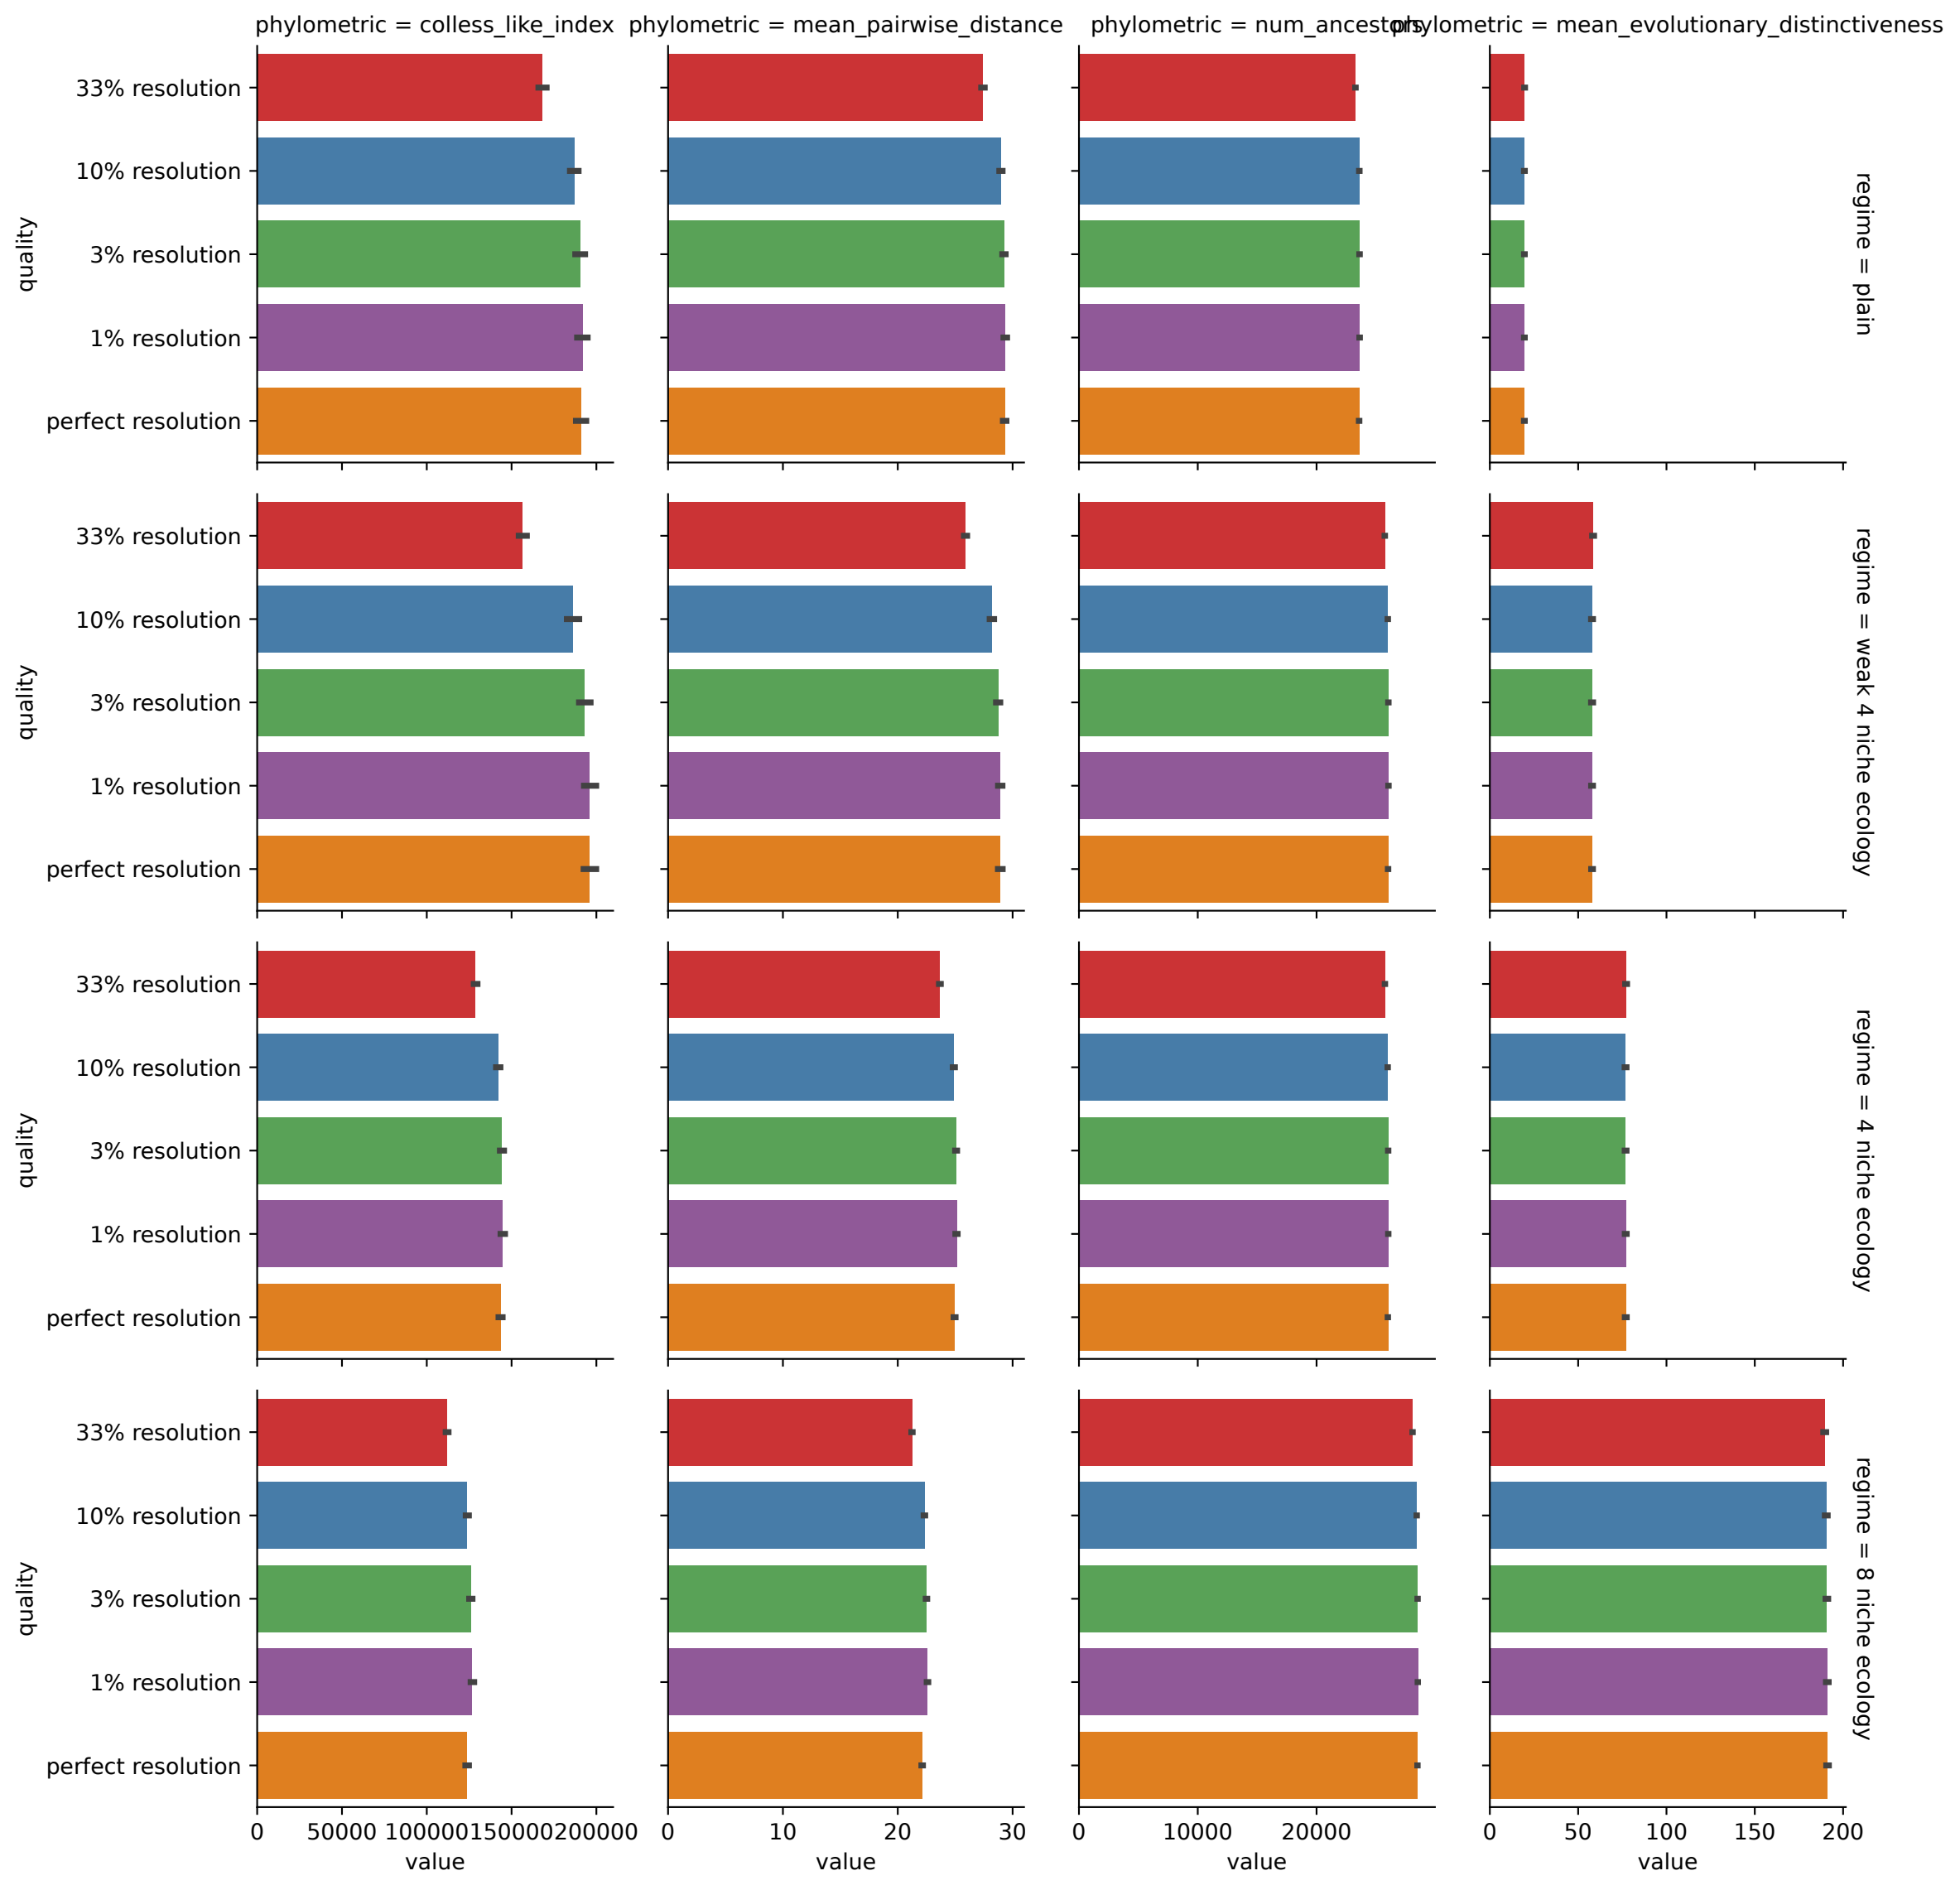 phylometric = colless_like_index
phylometric = mean_pairwise_distance
phylometric = num_ancestors
phylometric = mean_evolutionary_distinctiveness
quality
33% resolution
10% resolution
3% resolution
1% resolution
perfect resolution
regime = plain
quality
33% resolution
10% resolution
3% resolution
1% resolution
perfect resolution
regime = weak 4 niche ecology
quality
33% resolution
10% resolution
3% resolution
1% resolution
perfect resolution
regime = 4 niche ecology
quality
33% resolution
10% resolution
3% resolution
1% resolution
perfect resolution
regime = 8 niche ecology
0 50000 100000 150000 200000
value
0 10 20 30
value
0 10000 20000
value
0 50 100 150 200
value